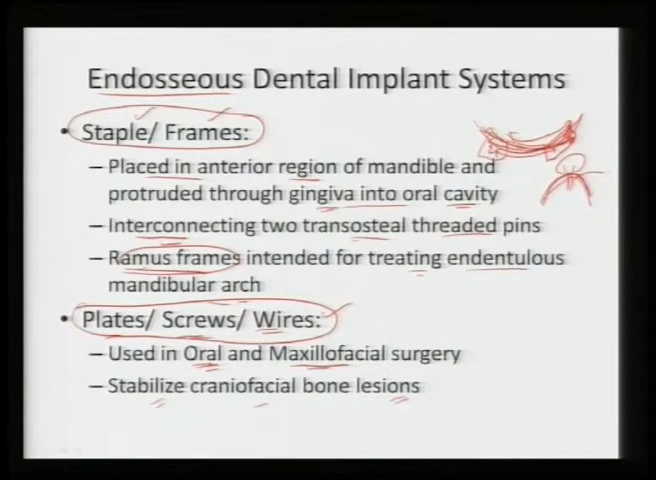 Endosseous Dental Implant Systems
• Staple/ Frames:
– Placed in anterior region of mandible and
protruded through gingiva into oral cavity
– Interconnecting two transosteal threaded pins
– Ramus frames intended for treating endentulous
mandibular arch
• Plates/ Screws/ Wires:
– Used in Oral and Maxillofacial surgery
– Stabilize craniofacial bone lesions